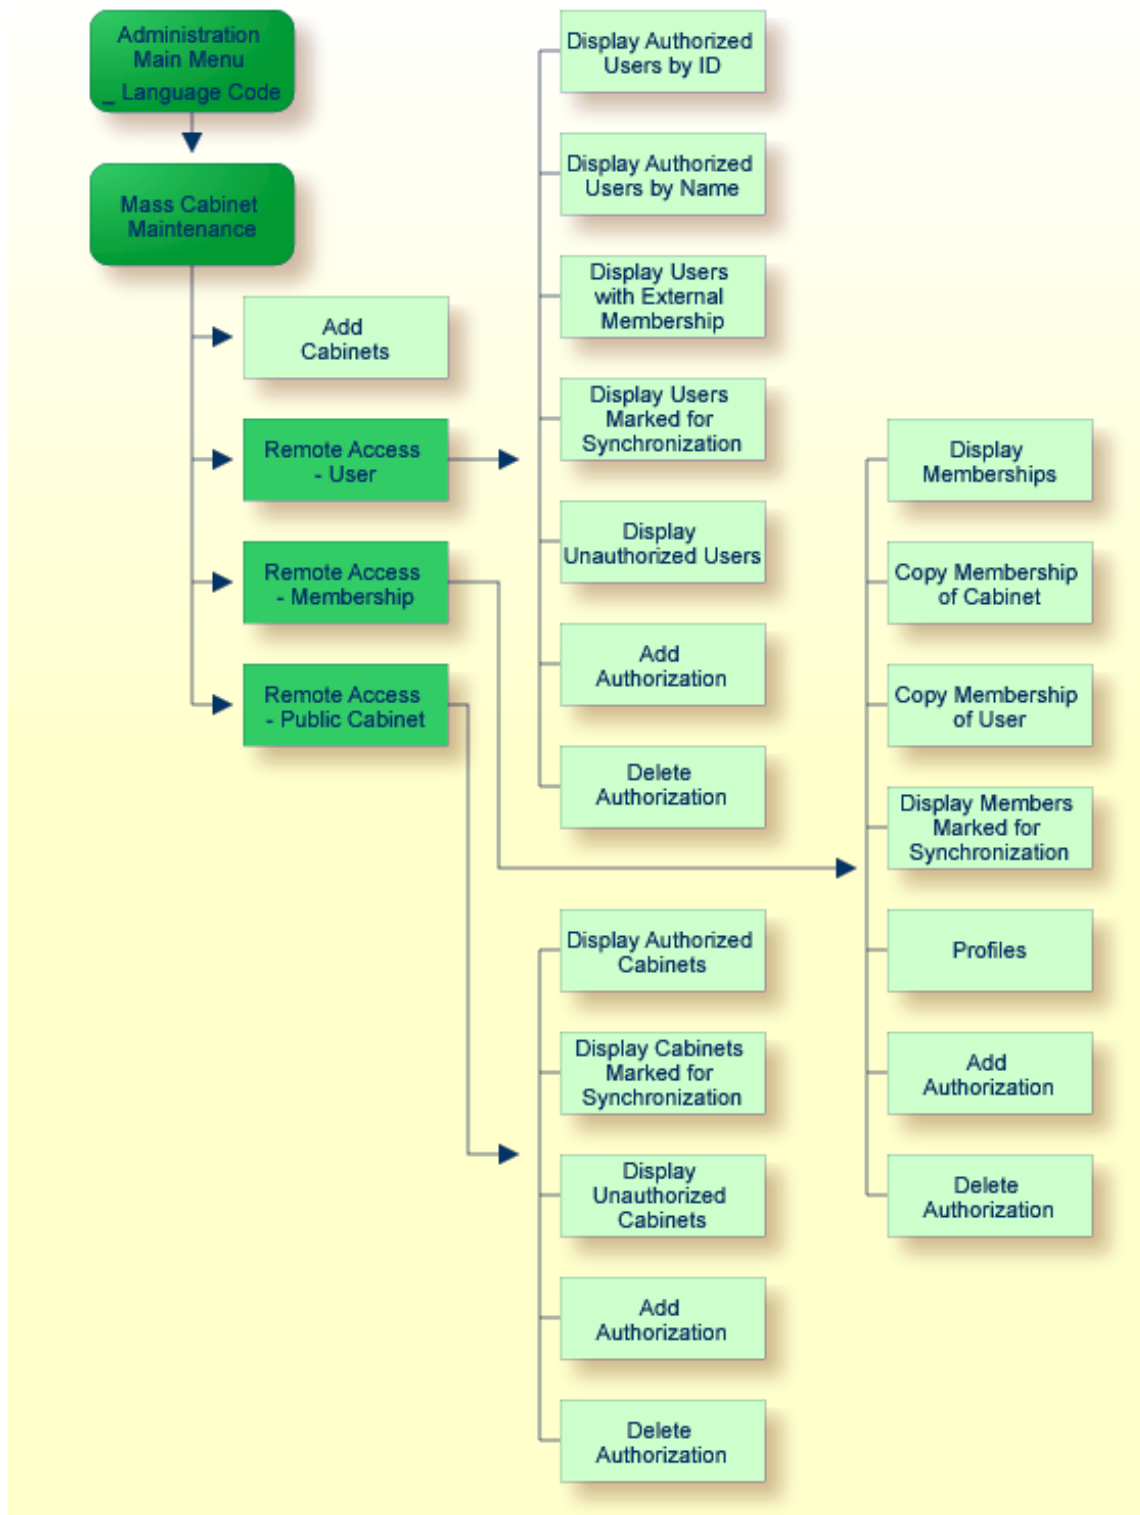 Administration
Main Menu
_ Language Code
Mass Cabinet
Maintenance
Add
Cabinets
Remote Access
- User
Remote Access
- Membership
Remote Access
- Public Cabinet
Display Authorized
Users by ID
Display Authorized
Users by Name
Display Users
with External
Membership
Display Users
Marked for
Synchronization
Display
Unauthorized Users
Add
Authorization
Delete
Authorization
Display
Memberships
Copy Membership
of Cabinet
Copy Membership
of User
Display Members
Marked for
Synchronization
Profiles
Add
Authorization
Delete
Authorization
Display Authorized
Cabinets
Display Cabinets
Marked for
Synchronization
Display
Unauthorized
Cabinets
Add
Authorization
Delete
Authorization